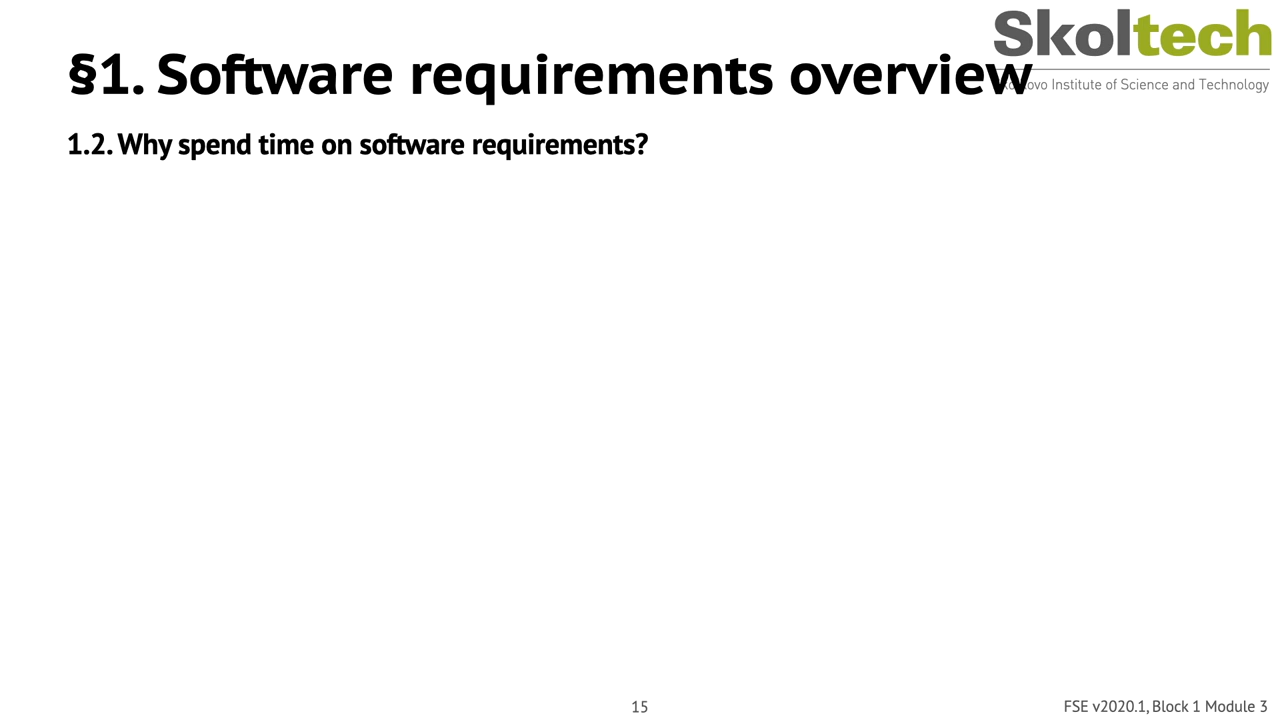 Skoltech
§1. Software requirements overview
Institute of Science and Technology
1.2. Why spend time on software requirements?
15
FSE v2020.1, Block 1 Module 3